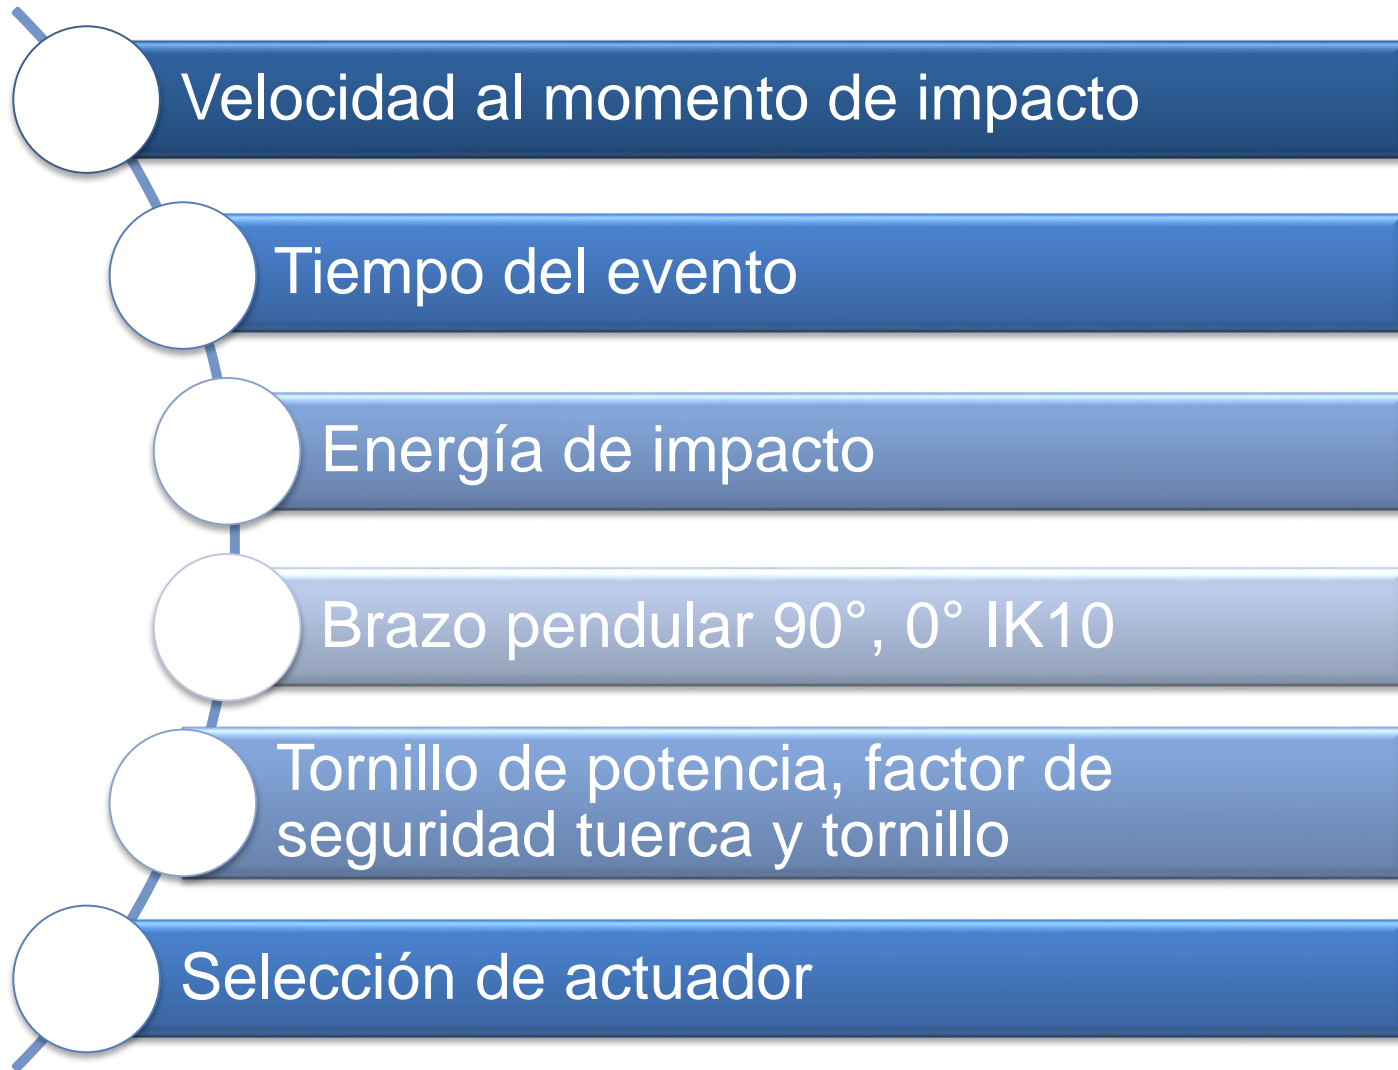 Velocidad al momento de impacto
Tiempo del evento
Energía de impacto
Brazo pendular 90°, 0° IK10
Tornillo de potencia, factor de
seguridad tuerca y tornillo
Selección de actuador